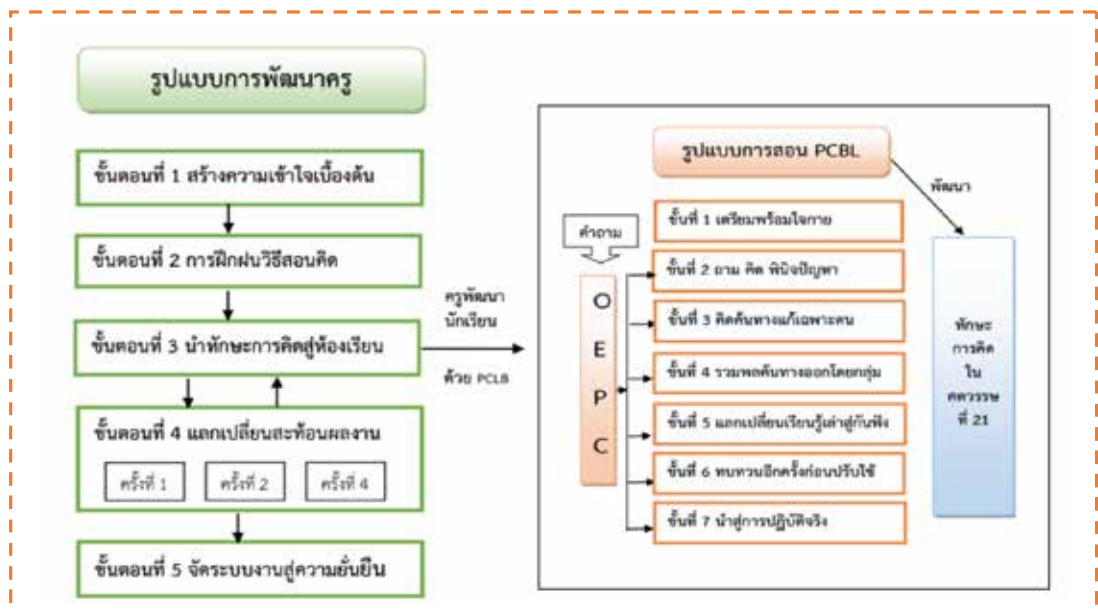 รูปแบบการพัฒนาครู
ขั้นตอนที่ 1 สร้างความเข้าใจเบื้องต้น
ขั้นตอนที่ 2 การฝึกฝนวิธีสอนคิด
ขั้นตอนที่ 3 นำทักษะการคิดสู่ห้องเรียน
ขั้นตอนที่ 4 แลกเปลี่ยนสะท้อนผลงาน
ครั้งที่ 1
ครั้งที่ 2
ครั้งที่ 4
ขั้นตอนที่ 5 จัดระบบงานสู่ความยั่งยืน
ครูพัฒนา
นักเรียน
ด้วย PCLB
รูปแบบการสอน PCBL
พัฒนา
คำถาม
O
E
P
C
ขั้นที่ 1 เตรียมพร้อมใจกาย
ขั้นที่ 2 ถาม คิด พินิจปัญหา
ขั้นที่ 3 คิดค้นทางแก้เฉพาะตน
ขั้นที่ 4 รวมพลค้นทางออกโดยกลุ่ม
ขั้นที่ 5 แลกเปลี่ยนเรียนรู้เล่าสู่กันฟัง
ขั้นที่ 6 ทบทวนอีกครั้งก่อนปรับใช้
ขั้นที่ 7 นำสู่การปฏิบัติจริง
ทักษะ
การคิด
ใน
ศตวรรษ
ที่ 21